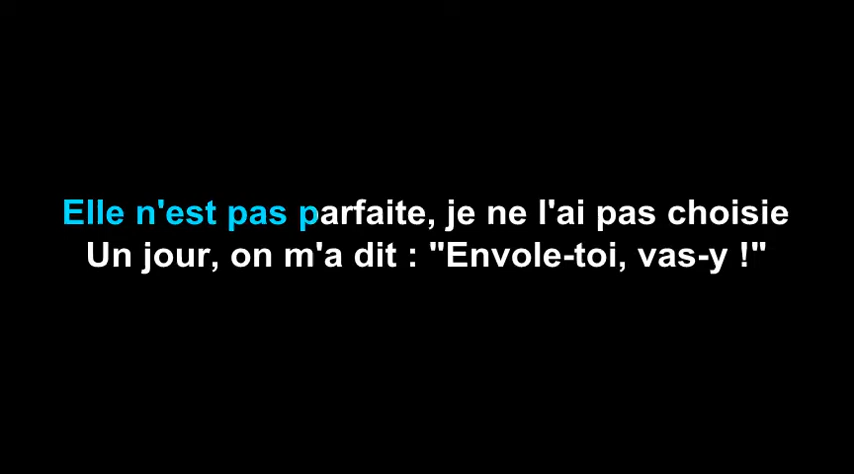 Elle n'est pas parfaite, je ne l'ai pas choisie
Un jour, on m'a dit : "Envole-toi, vas-y !"